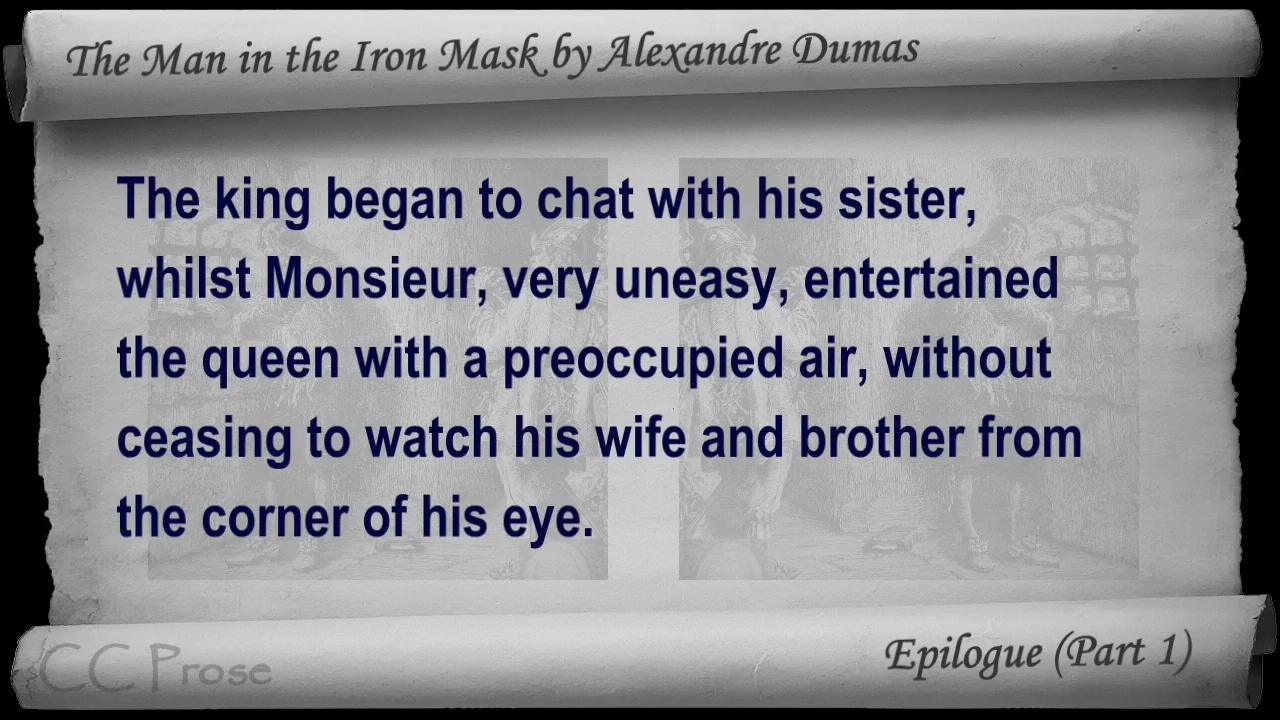 The Man in the Iron Mask by Alexandre Dumas
The king began to chat with his sister,
whilst Monsieur, very uneasy, entertained
the queen with a preoccupied air, without
ceasing to watch his wife and brother from
the corner of his eye.
CC Prose
Epilogue (Part 1)